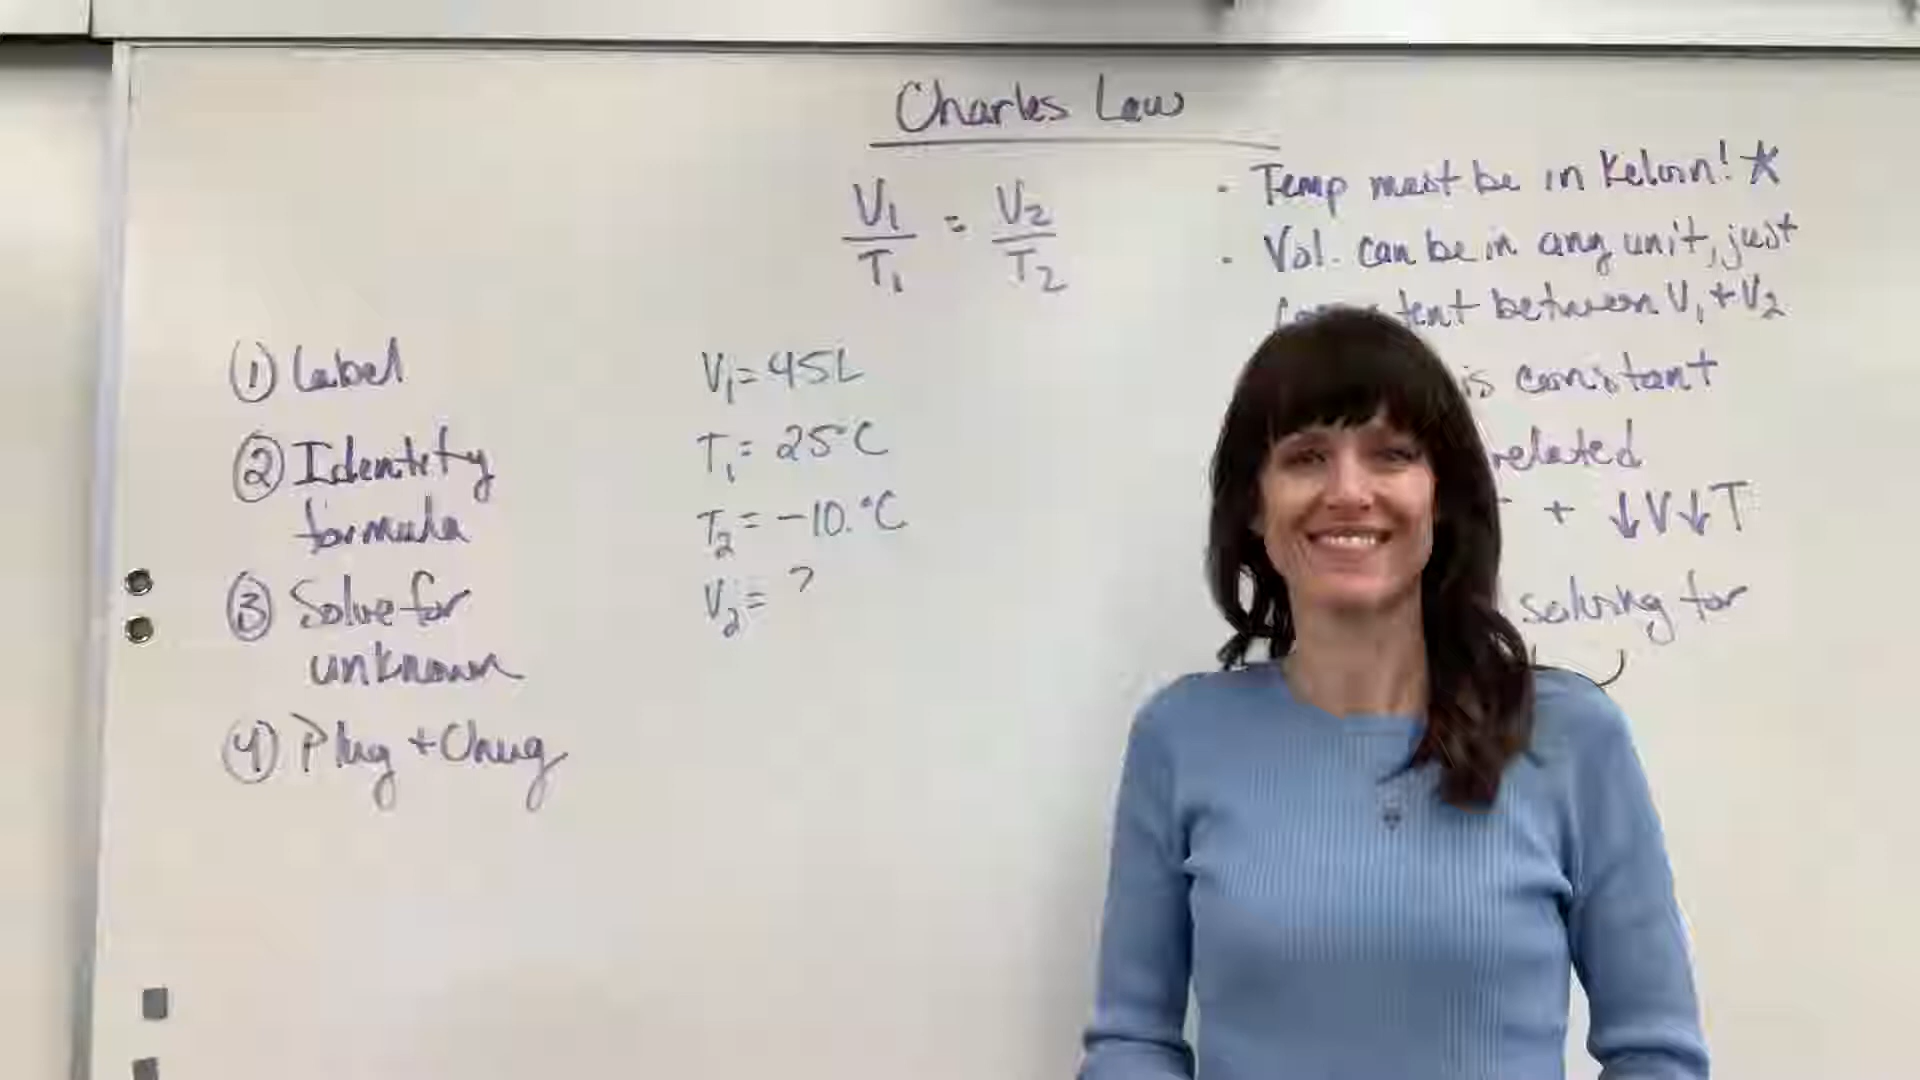 Charles Law
V₁/T₁ = V₂/T₂
· Temp must be in Kelvin! ★
· Vol. can be in any unit, just
between V₁ + V₂
is constant
related
+ ↓V↓T
solving for
① Label
② Identify
formula
③ Solve for
unknown
④ Plug + Chug
V₁ = 45L
T₁ = 25°C
T₂ = -10.°C
V₂ = ?